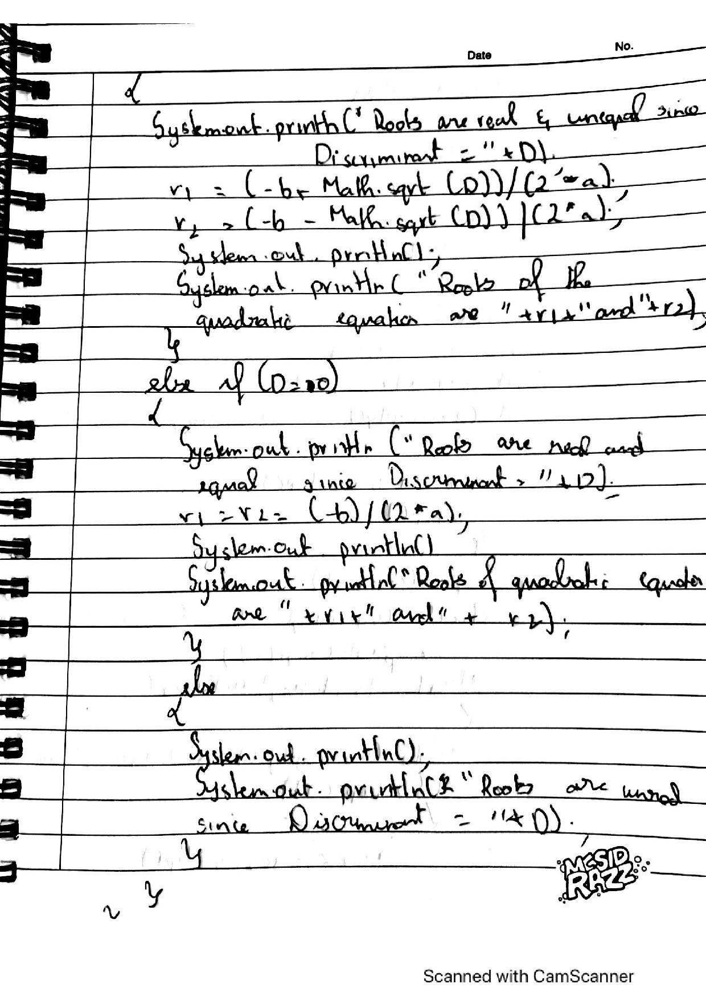 No.
Date
{
System.out.println(" Roots are real & unequal since
Discriminant = " + D).
r1 = (-b+ Math.sqrt (D))/(2 * a);
r2 = (-b - Math.sqrt (D))/(2*a);
System.out.println();
System.out.println ( " Roots of the
quadratic equation are " +r1+" and"+r2);
}
else if (D==0)
{
System.out.println (" Roots are real and
equal since Discriminant = "+D);
r1 = r2 = (-b)/(2*a);
System.out println()
System.out.println("Roots of quadratic
are " +r1+" and" + r2);
}
else
{
System.out.println();
System.out.println( "Roots are unreal
since Discriminant = "+ D);
}
}
MCSID
RAZZ
Scanned with CamScanner